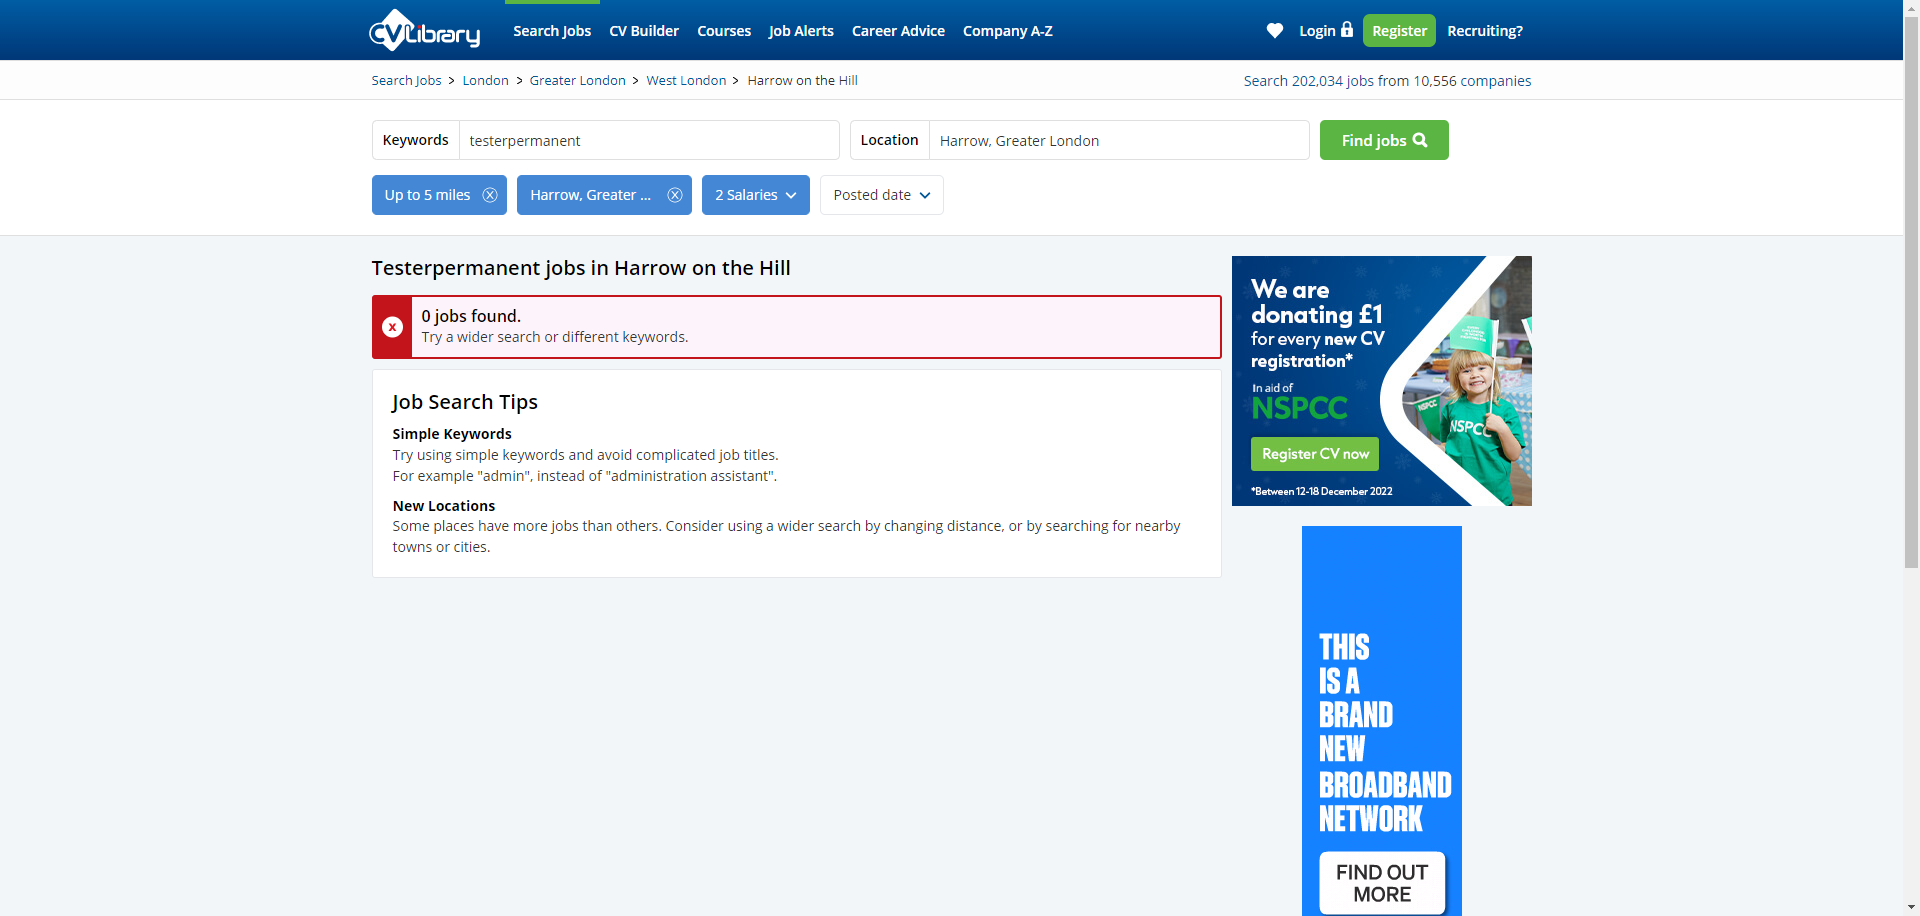 CV Library
Search Jobs
CV Builder
Courses
Job Alerts
Career Advice
Company A-Z
Login
Register
Recruiting?
Search Jobs > London > Greater London > West London > Harrow on the Hill
Search 202,034 jobs from 10,556 companies
Keywords
testerpermanent
Location
Harrow, Greater London
Find jobs
Up to 5 miles
Harrow, Greater ...
2 Salaries
Posted date
Testerpermanent jobs in Harrow on the Hill
x
0 jobs found.
Try a wider search or different keywords.
Job Search Tips
Simple Keywords
Try using simple keywords and avoid complicated job titles.
For example "admin", instead of "administration assistant".
New Locations
Some places have more jobs than others. Consider using a wider search by changing distance, or by searching for nearby
towns or cities.
We are
donating £1
for every new CV
registration*
In aid of
NSPCC
Register CV now
*Between 12-18 December 2022
NSPCC
NSPCC
THIS
IS A
BRAND
NEW
BROADBAND
NETWORK
FIND OUT
MORE